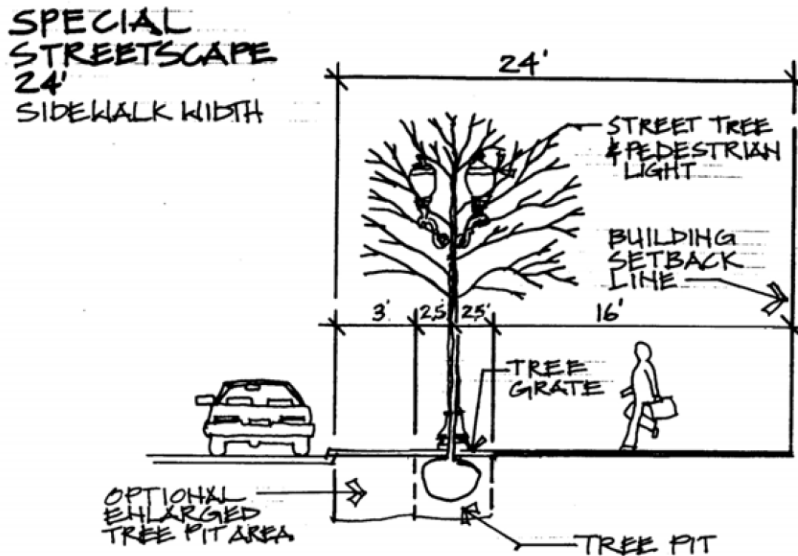 SPECIAL
STREETSCAPE
24'
SIDEWALK WIDTH
24'
STREET TREE
& PEDESTRIAN
LIGHT
BUILDING
SETBACK
LINE
3' 2.5' 2.5' 16'
TREE
GRATE
OPTIONAL
ENLARGED
TREE PIT AREA
TREE PIT